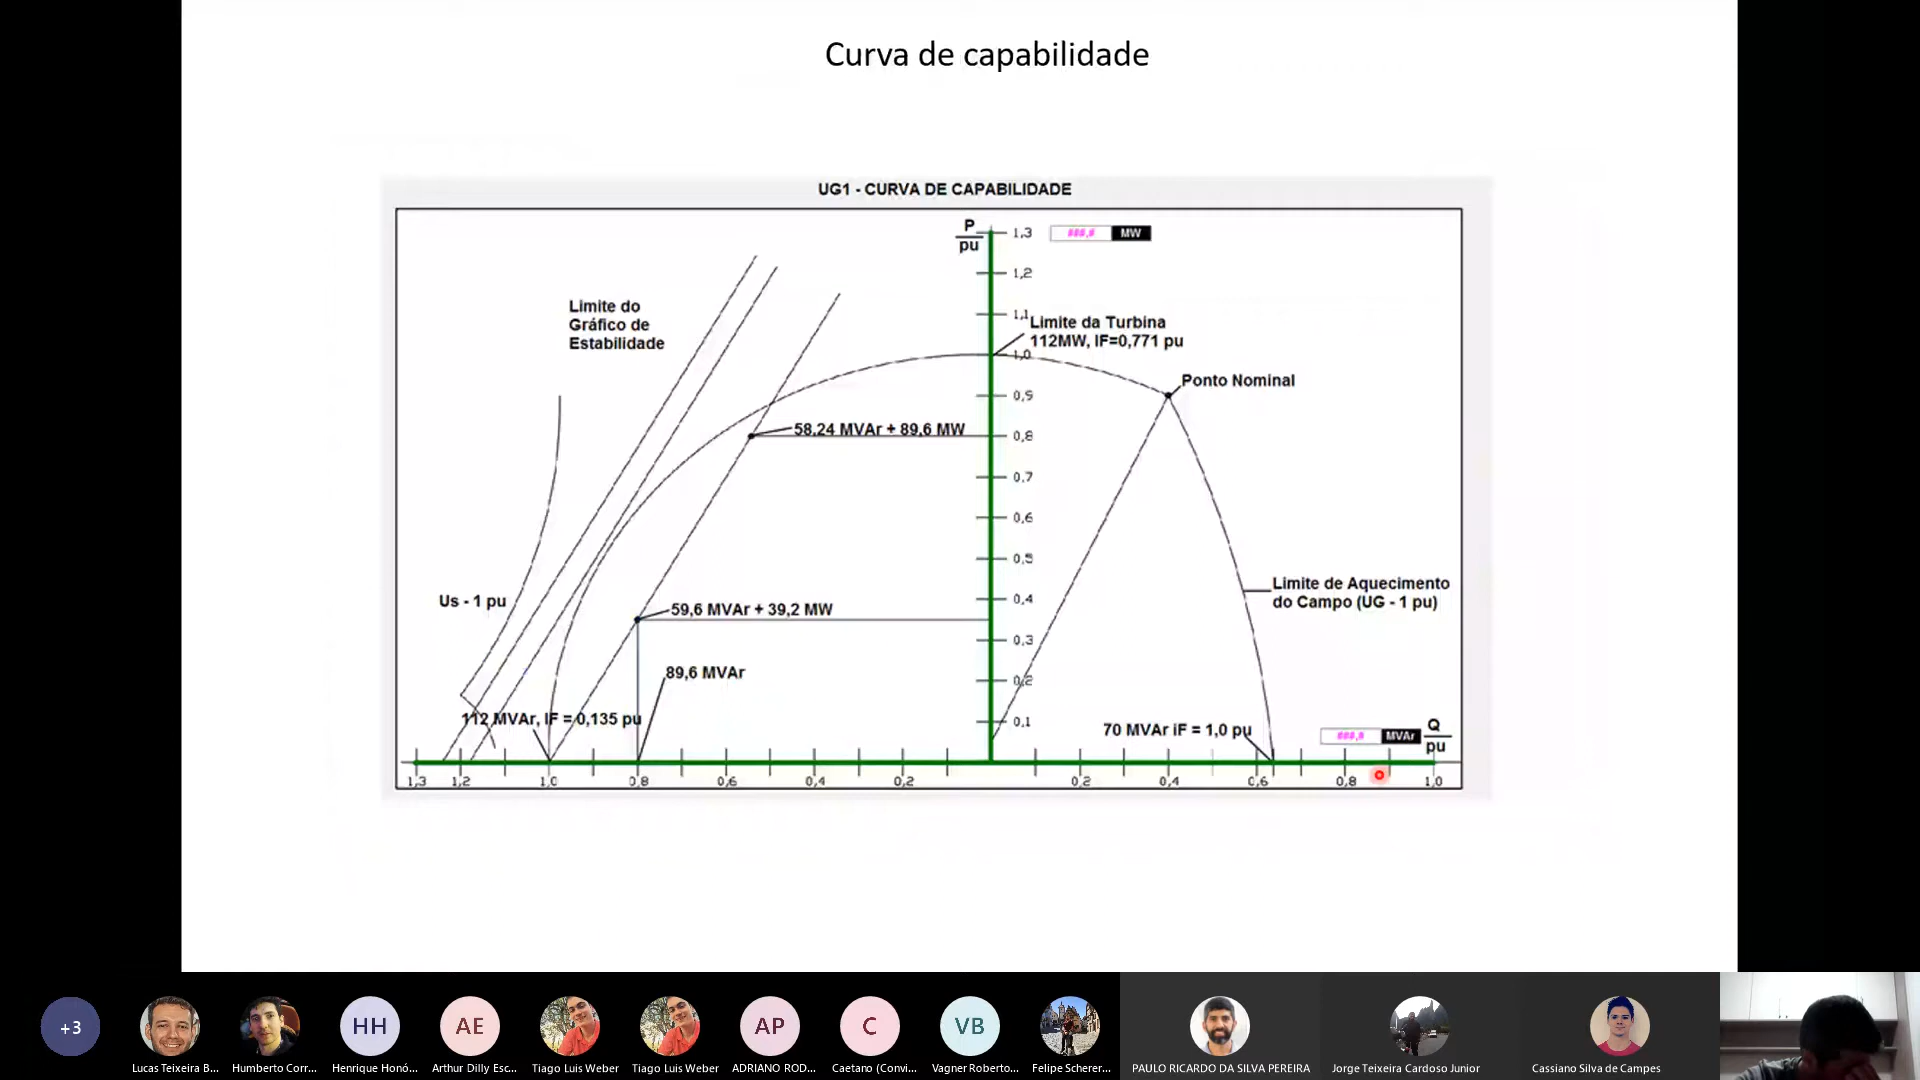 Curva de capabilidade
UG1 - CURVA DE CAPABILIDADE
P
pu
1,3
###,#
MW
1,2
1,1
Limite da Turbina
112MW, IF=0,771 pu
1,0
Limite do
Gráfico de
Estabilidade
Ponto Nominal
0,9
58,24 MVAr + 89,6 MW
0,8
0,7
0,6
0,5
Limite de Aquecimento
do Campo (UG - 1 pu)
Us - 1 pu
0,4
59,6 MVAr + 39,2 MW
0,3
89,6 MVAr
0,2
112 MVAr, IF = 0,135 pu
0,1
70 MVAr iF = 1,0 pu
###,#
MVAr
Q
pu
1,3 1,2 1,0 0,8 0,6 0,4 0,2 0,2 0,4 0,6 0,8 1,0
+3
HH
AE
AP
C
VB
Lucas Teixeira B...
Humberto Corr...
Henrique Honó...
Arthur Dilly Esc...
Tiago Luis Weber
Tiago Luis Weber
ADRIANO ROD...
Caetano (Convi...
Vagner Roberto...
Felipe Scherer...
PAULO RICARDO DA SILVA PEREIRA
Jorge Teixeira Cardoso Junior
Cassiano Silva de Campes